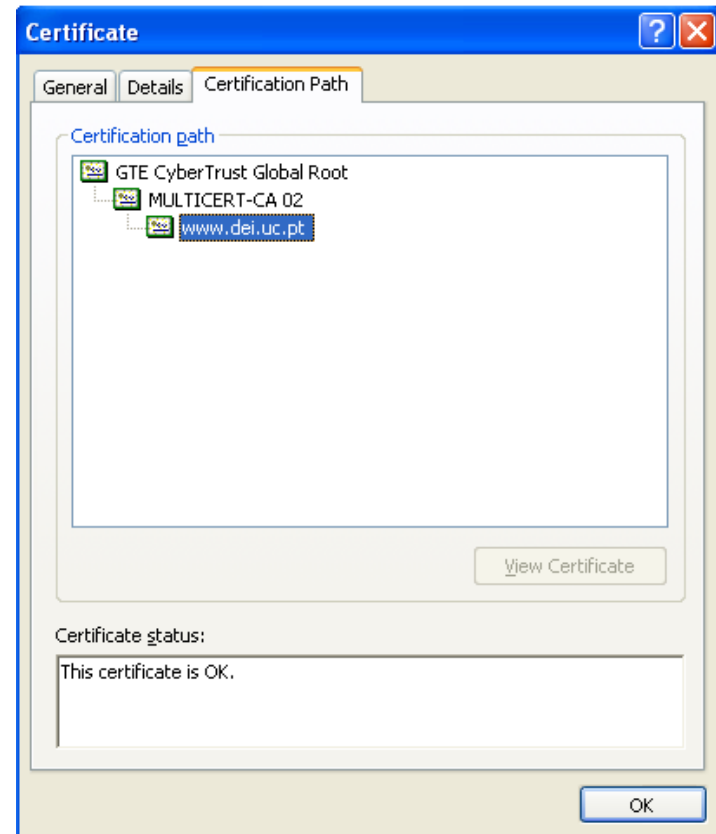 Certificate
General Details Certification Path
Certification path
GTE CyberTrust Global Root
MULTICERT-CA 02
www.dei.uc.pt
View Certificate
Certificate status:
This certificate is OK.
OK